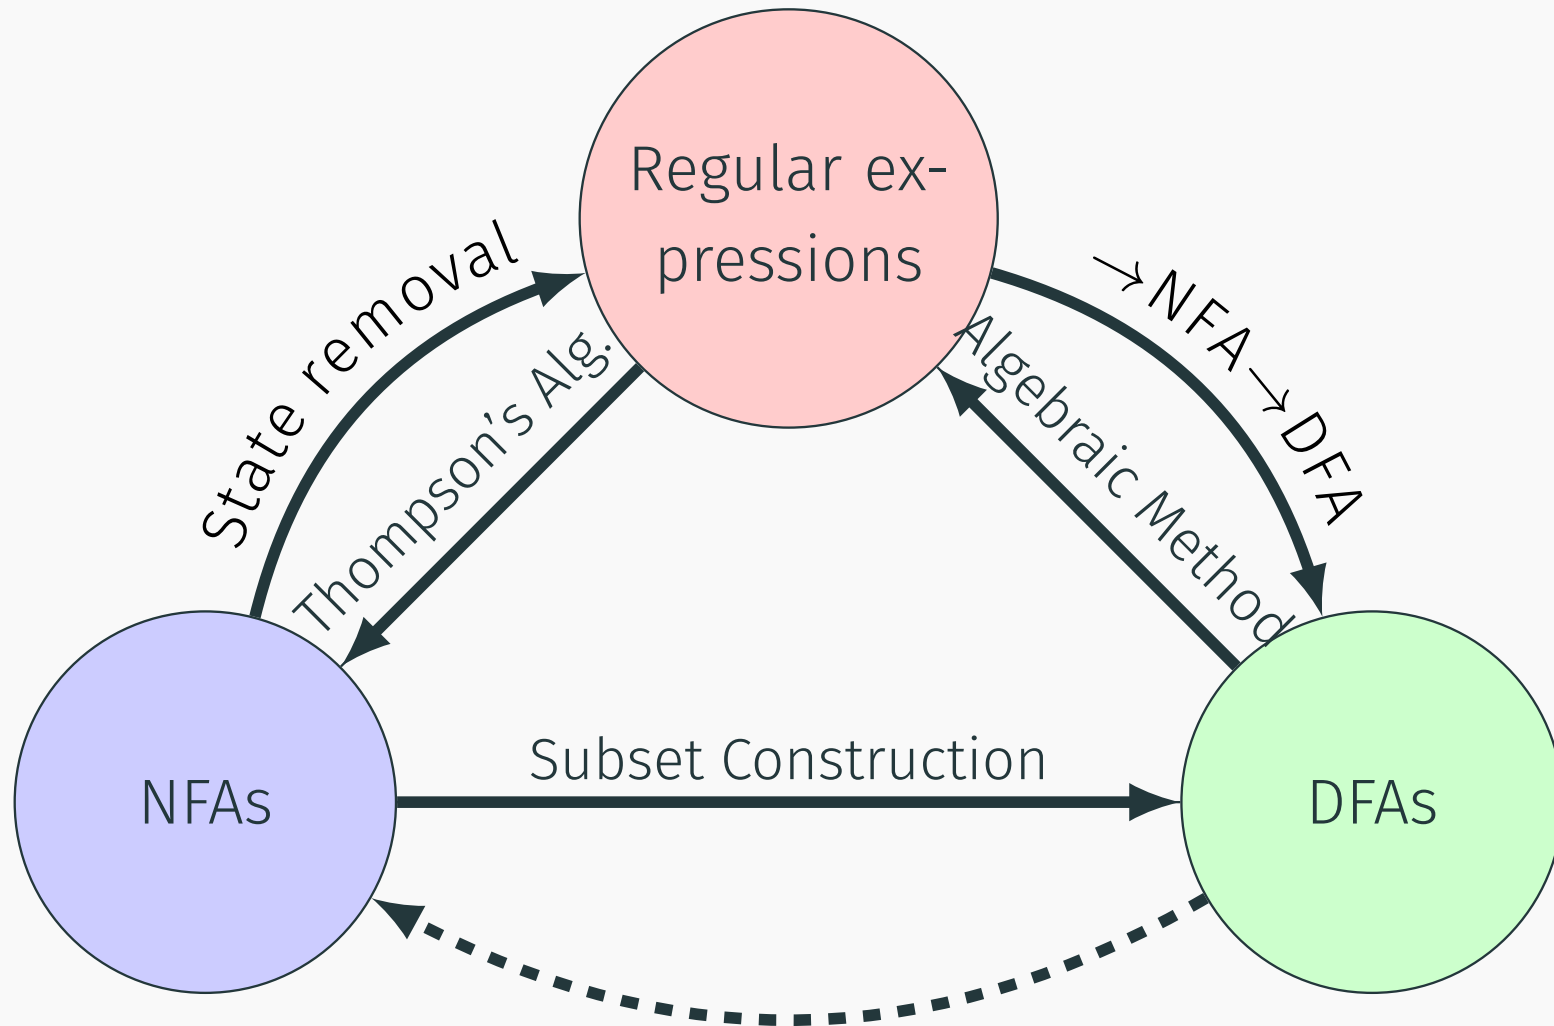 Regular ex-
pressions
State removal
Thompson's Alg.
→NFA→DFA
Algebraic Method
Subset Construction
NFAs
DFAs